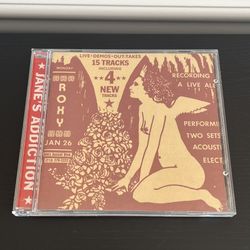 JANE'S ADDICTION
LIVE·DEMOS·OUT-TAKES
15 TRACKS
INCLUDING
4
NEW
TRACKS
MONDAY
ROXY
JAN 26
RECORDING
A LIVE AL
PERFORMI
TWO SETS
ACOUSTI
ELECT